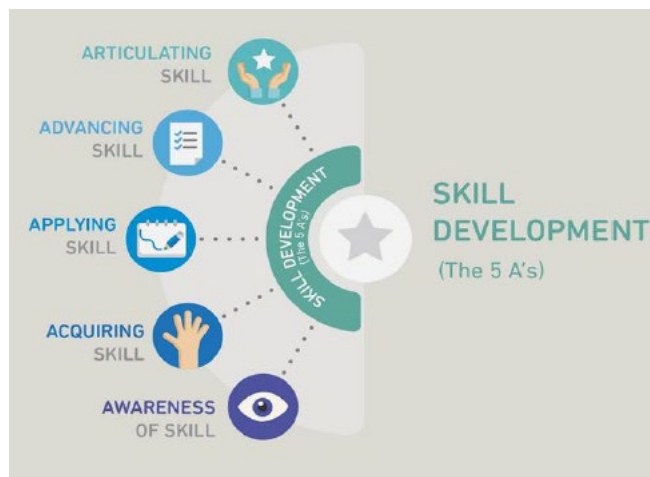 ARTICULATING
SKILL
ADVANCING
SKILL
APPLYING
SKILL
ACQUIRING
SKILL
AWARENESS
OF SKILL
SKILL DEVELOPMENT
(The 5 A's)
SKILL
DEVELOPMENT
(The 5 A's)